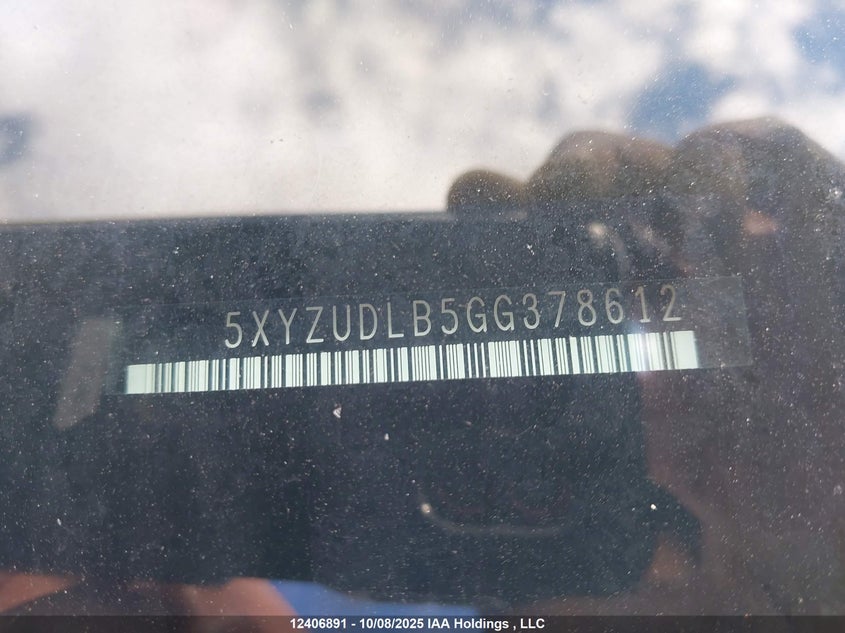 5XYZUDLB5GG378612
12406891 - 10/08/2025 IAA Holdings , LLC